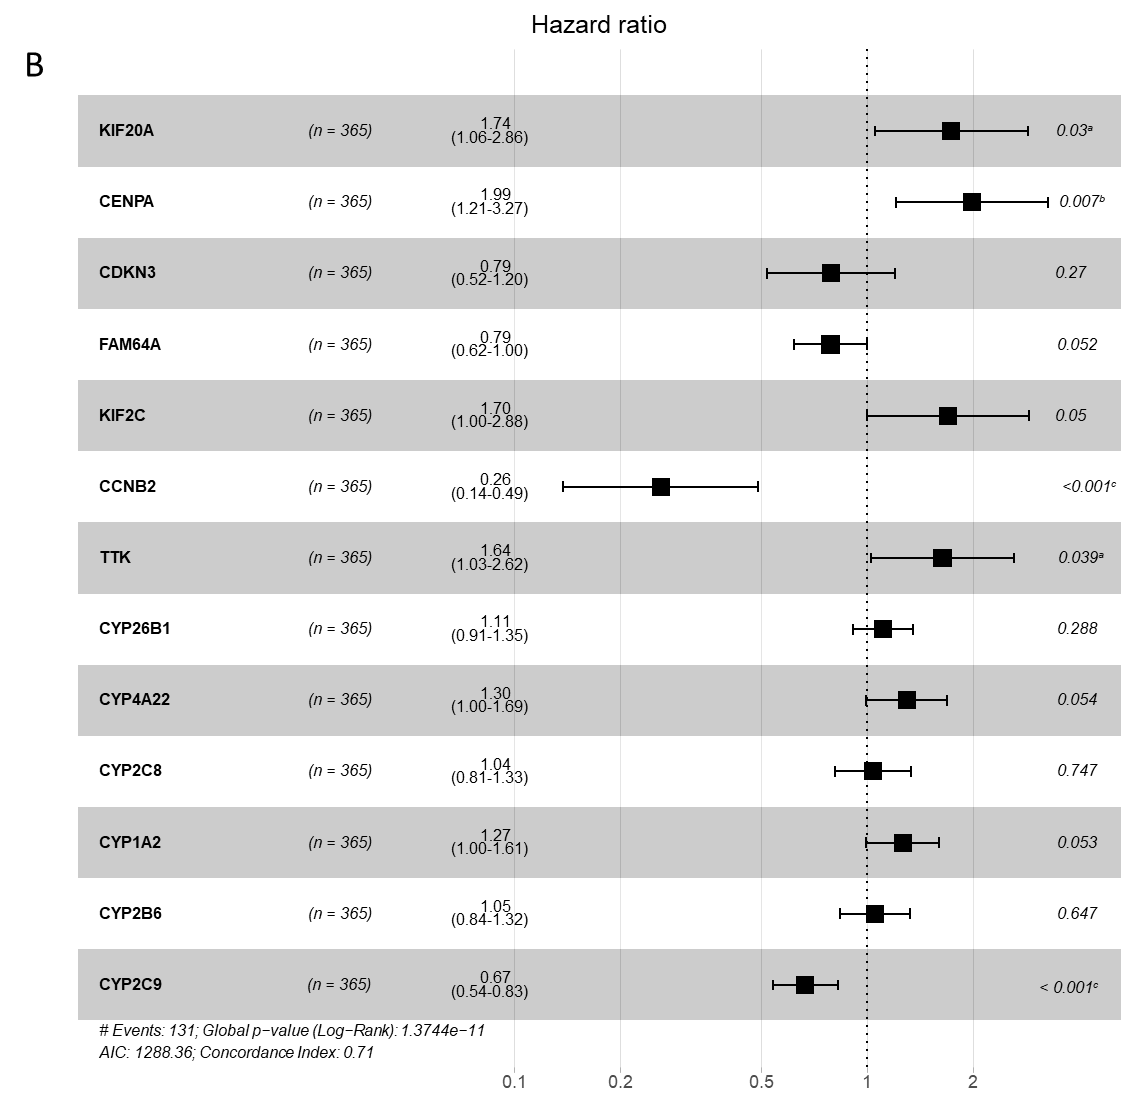 Hazard ratio
B
KIF20A (n = 365) 1.74 0.03ᵃ
(1.06-2.86)
CENPA (n = 365) 1.99 0.007ᵇ
(1.21-3.27)
CDKN3 (n = 365) 0.79 0.27
(0.52-1.20)
FAM64A (n = 365) 0.79 0.052
(0.62-1.00)
KIF2C (n = 365) 1.70 0.05
(1.00-2.88)
CCNB2 (n = 365) 0.26 <0.001ᶜ
(0.14-0.49)
TTK (n = 365) 1.64 0.039ᵃ
(1.03-2.62)
CYP26B1 (n = 365) 1.11 0.288
(0.91-1.35)
CYP4A22 (n = 365) 1.30 0.054
(1.00-1.69)
CYP2C8 (n = 365) 1.04 0.747
(0.81-1.33)
CYP1A2 (n = 365) 1.27 0.053
(1.00-1.61)
CYP2B6 (n = 365) 1.05 0.647
(0.84-1.32)
CYP2C9 (n = 365) 0.67 < 0.001ᶜ
(0.54-0.83)
# Events: 131; Global p−value (Log−Rank): 1.3744e−11
AIC: 1288.36; Concordance Index: 0.71
0.1 0.2 0.5 1 2